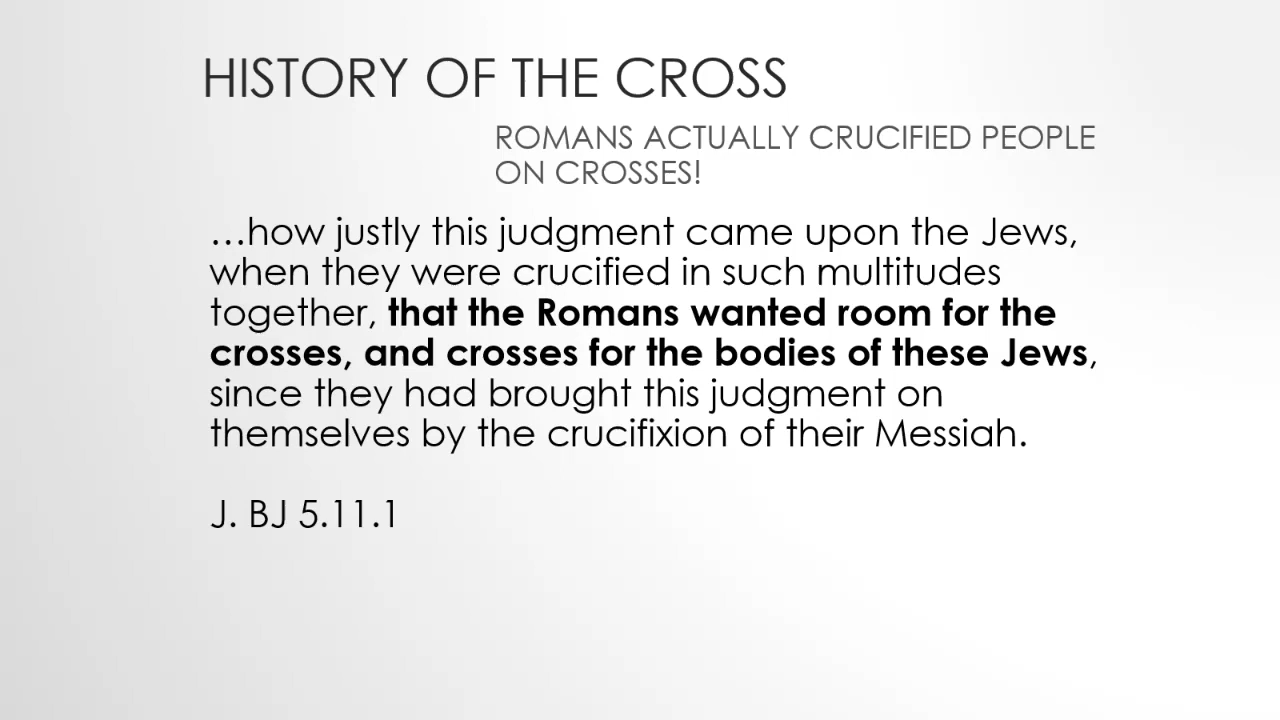 HISTORY OF THE CROSS
ROMANS ACTUALLY CRUCIFIED PEOPLE
ON CROSSES!
…how justly this judgment came upon the Jews,
when they were crucified in such multitudes
together, that the Romans wanted room for the
crosses, and crosses for the bodies of these Jews,
since they had brought this judgment on
themselves by the crucifixion of their Messiah.
J. BJ 5.11.1